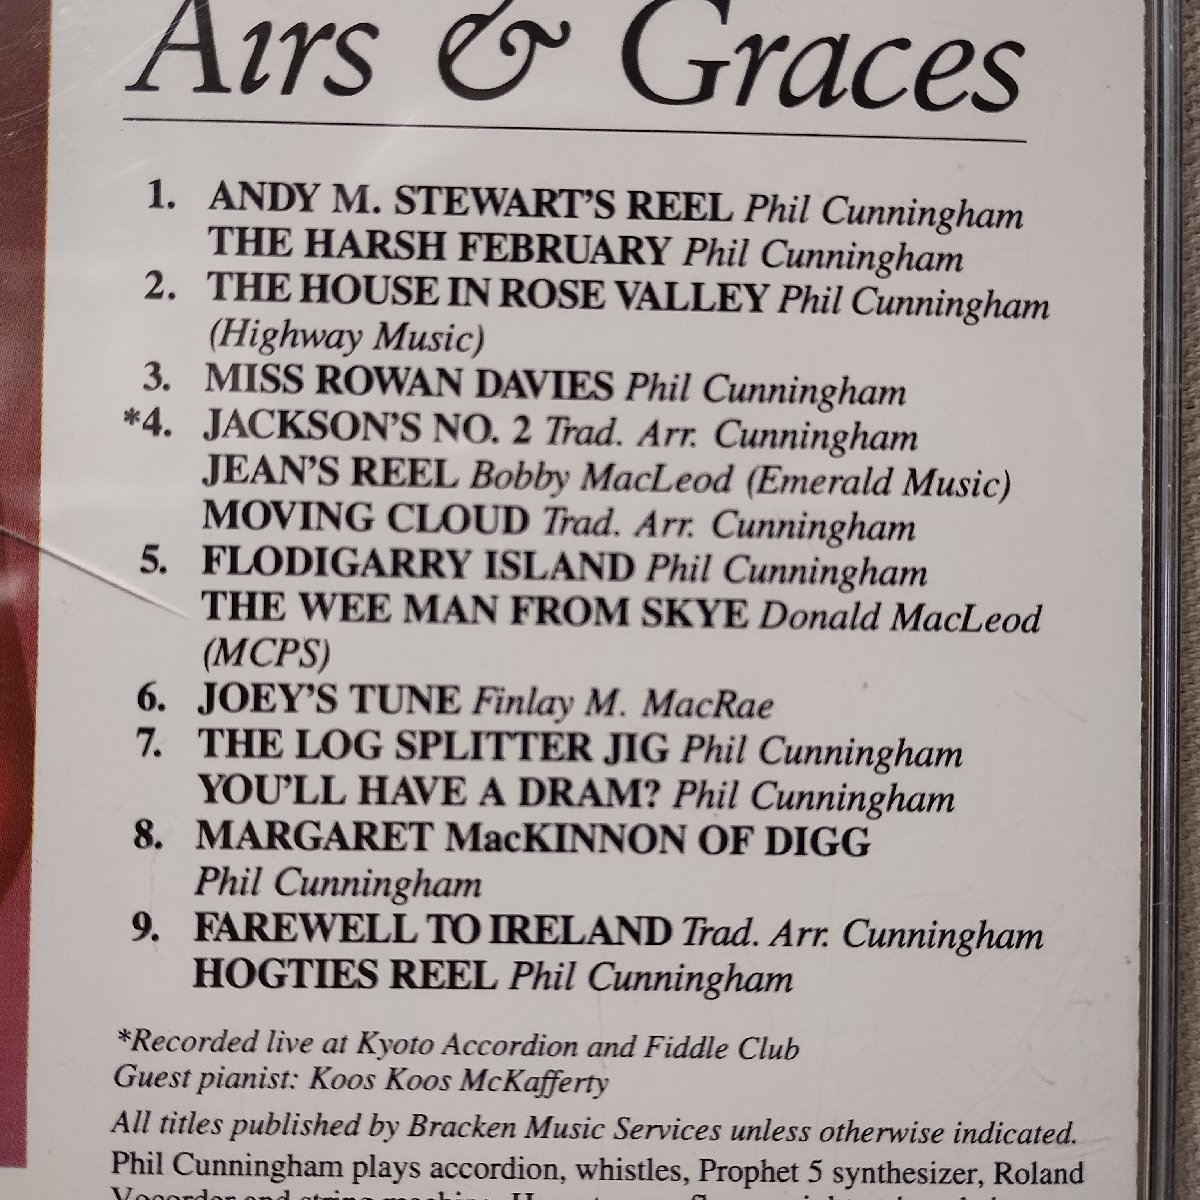 Airs & Graces
1. ANDY M. STEWART'S REEL Phil Cunningham
THE HARSH FEBRUARY Phil Cunningham
2. THE HOUSE IN ROSE VALLEY Phil Cunningham
(Highway Music)
3. MISS ROWAN DAVIES Phil Cunningham
*4. JACKSON'S NO. 2 Trad. Arr. Cunningham
JEAN'S REEL Bobby MacLeod (Emerald Music)
MOVING CLOUD Trad. Arr. Cunningham
5. FLODIGARRY ISLAND Phil Cunningham
THE WEE MAN FROM SKYE Donald MacLeod
(MCPS)
6. JOEY'S TUNE Finlay M. MacRae
7. THE LOG SPLITTER JIG Phil Cunningham
YOU'LL HAVE A DRAM? Phil Cunningham
8. MARGARET MacKINNON OF DIGG
Phil Cunningham
9. FAREWELL TO IRELAND Trad. Arr. Cunningham
HOGTIES REEL Phil Cunningham
*Recorded live at Kyoto Accordion and Fiddle Club
Guest pianist: Koos Koos McKafferty
All titles published by Bracken Music Services unless otherwise indicated.
Phil Cunningham plays accordion, whistles, Prophet 5 synthesizer, Roland